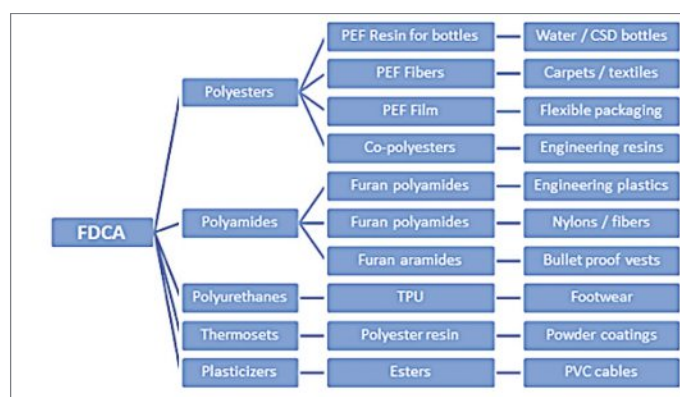 PEF Resin for bottles
Water / CSD bottles
PEF Fibers
Carpets / textiles
Polyesters
PEF Film
Flexible packaging
Co-polyesters
Engineering resins
Furan polyamides
Engineering plastics
FDCA
Polyamides
Furan polyamides
Nylons / fibers
Furan aramides
Bullet proof vests
Polyurethanes
TPU
Footwear
Thermosets
Polyester resin
Powder coatings
Plasticizers
Esters
PVC cables